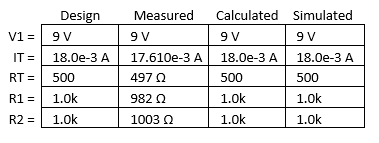 Design Measured Calculated Simulated
V1 = 9 V 9 V 9 V 9 V
IT = 18.0e-3 A 17.610e-3 A 18.0e-3 A 18.0e-3 A
RT = 500 497 Ω 500 500
R1 = 1.0k 982 Ω 1.0k 1.0k
R2 = 1.0k 1003 Ω 1.0k 1.0k